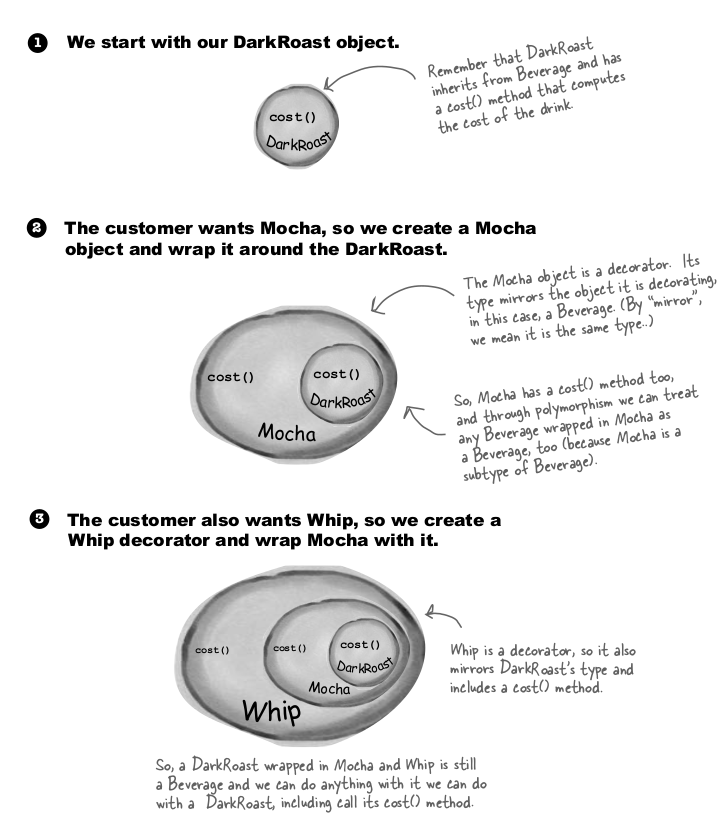 1 We start with our DarkRoast object.
Remember that DarkRoast
inherits from Beverage and has
a cost() method that computes
the cost of the drink.
cost()
DarkRoast
2 The customer wants Mocha, so we create a Mocha
object and wrap it around the DarkRoast.
The Mocha object is a decorator. Its
type mirrors the object it is decorating,
in this case, a Beverage. (By "mirror",
we mean it is the same type..)
cost()
cost()
DarkRoast
Mocha
So, Mocha has a cost() method too,
and through polymorphism we can treat
any Beverage wrapped in Mocha as
a Beverage, too (because Mocha is a
subtype of Beverage).
3 The customer also wants Whip, so we create a
Whip decorator and wrap Mocha with it.
cost()
cost()
cost()
DarkRoast
Mocha
Whip
Whip is a decorator, so it also
mirrors DarkRoast's type and
includes a cost() method.
So, a DarkRoast wrapped in Mocha and Whip is still
a Beverage and we can do anything with it we can do
with a DarkRoast, including call its cost() method.